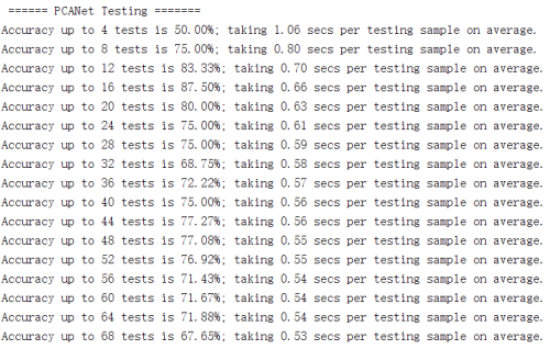 ====== PCANet Testing =======
Accuracy up to 4 tests is 50.00%; taking 1.06 secs per testing sample on average.
Accuracy up to 8 tests is 75.00%; taking 0.80 secs per testing sample on average.
Accuracy up to 12 tests is 83.33%; taking 0.70 secs per testing sample on average.
Accuracy up to 16 tests is 87.50%; taking 0.66 secs per testing sample on average.
Accuracy up to 20 tests is 80.00%; taking 0.63 secs per testing sample on average.
Accuracy up to 24 tests is 75.00%; taking 0.61 secs per testing sample on average.
Accuracy up to 28 tests is 75.00%; taking 0.59 secs per testing sample on average.
Accuracy up to 32 tests is 68.75%; taking 0.58 secs per testing sample on average.
Accuracy up to 36 tests is 72.22%; taking 0.57 secs per testing sample on average.
Accuracy up to 40 tests is 75.00%; taking 0.56 secs per testing sample on average.
Accuracy up to 44 tests is 77.27%; taking 0.56 secs per testing sample on average.
Accuracy up to 48 tests is 77.08%; taking 0.55 secs per testing sample on average.
Accuracy up to 52 tests is 76.92%; taking 0.55 secs per testing sample on average.
Accuracy up to 56 tests is 71.43%; taking 0.54 secs per testing sample on average.
Accuracy up to 60 tests is 71.67%; taking 0.54 secs per testing sample on average.
Accuracy up to 64 tests is 71.88%; taking 0.54 secs per testing sample on average.
Accuracy up to 68 tests is 67.65%; taking 0.53 secs per testing sample on average.